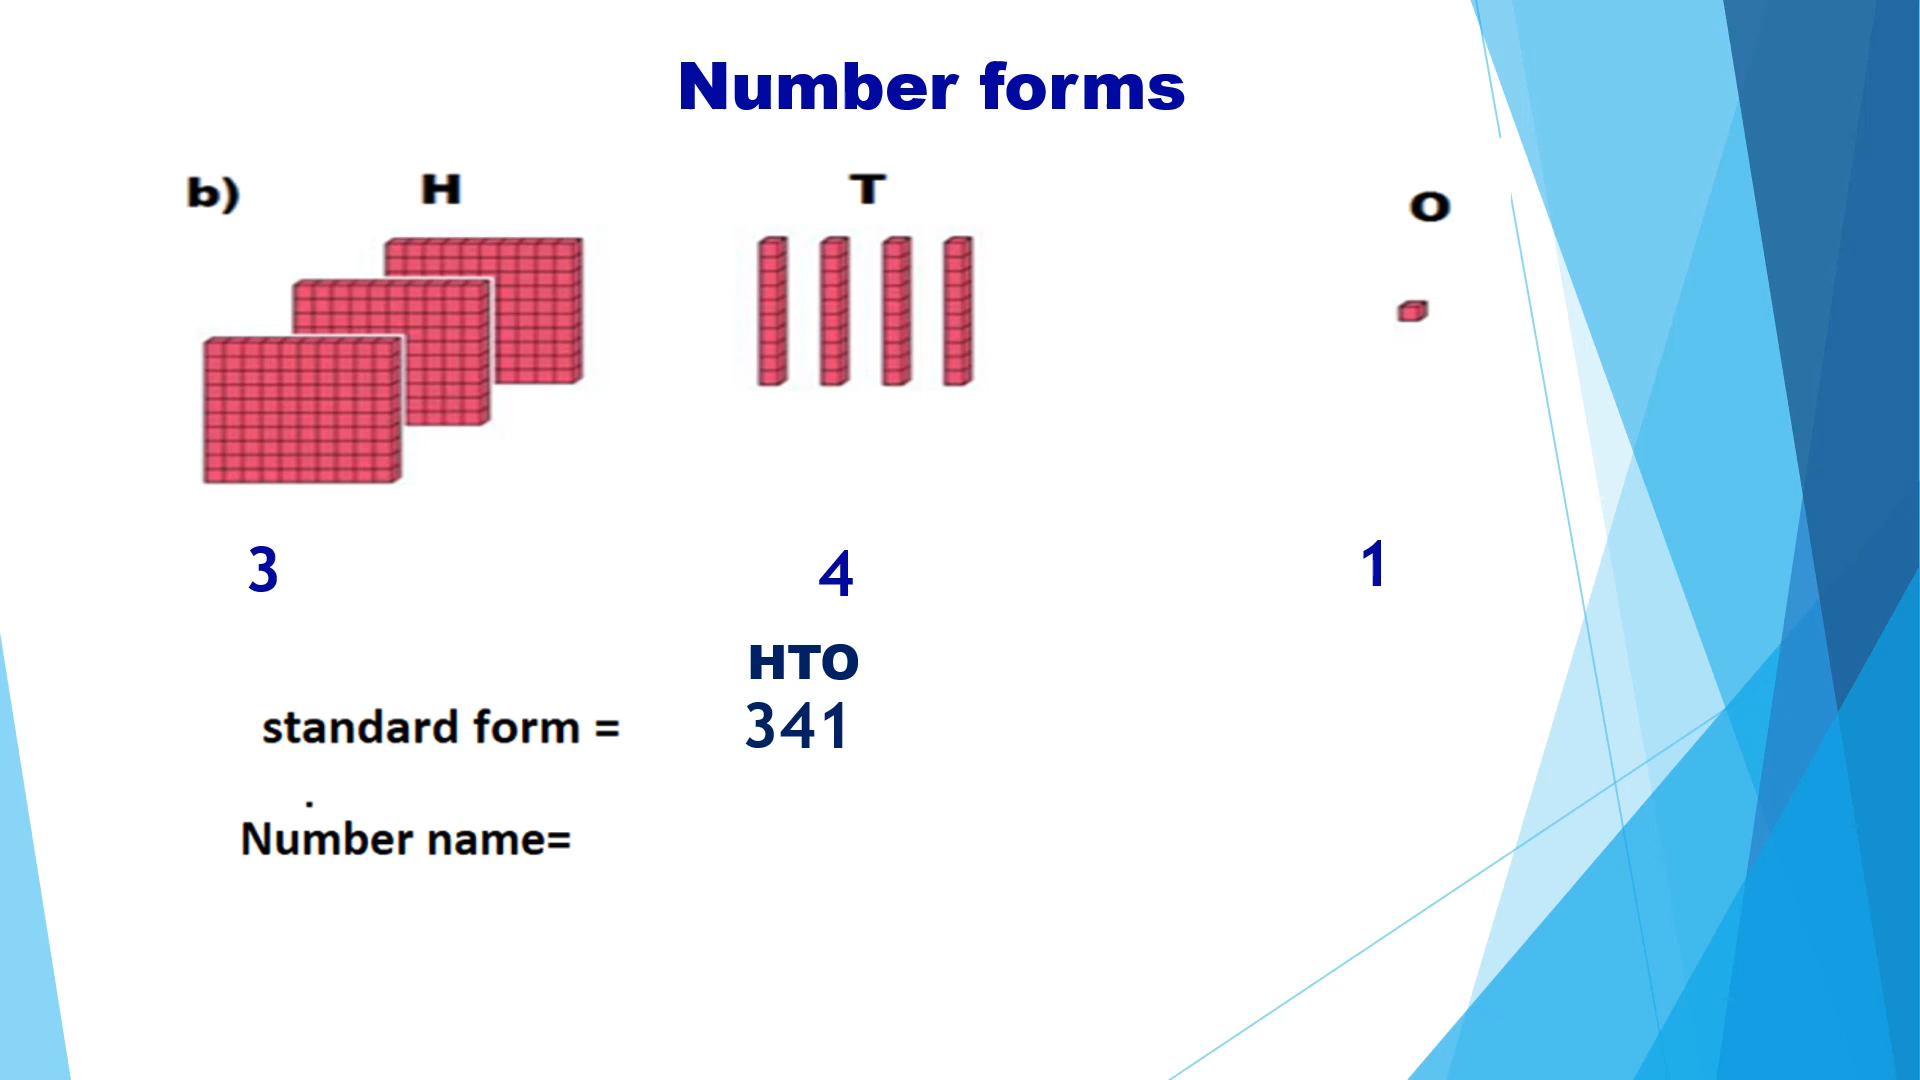 Number forms
b) H T O
3 4 1
HTO
standard form = 341
Number name=